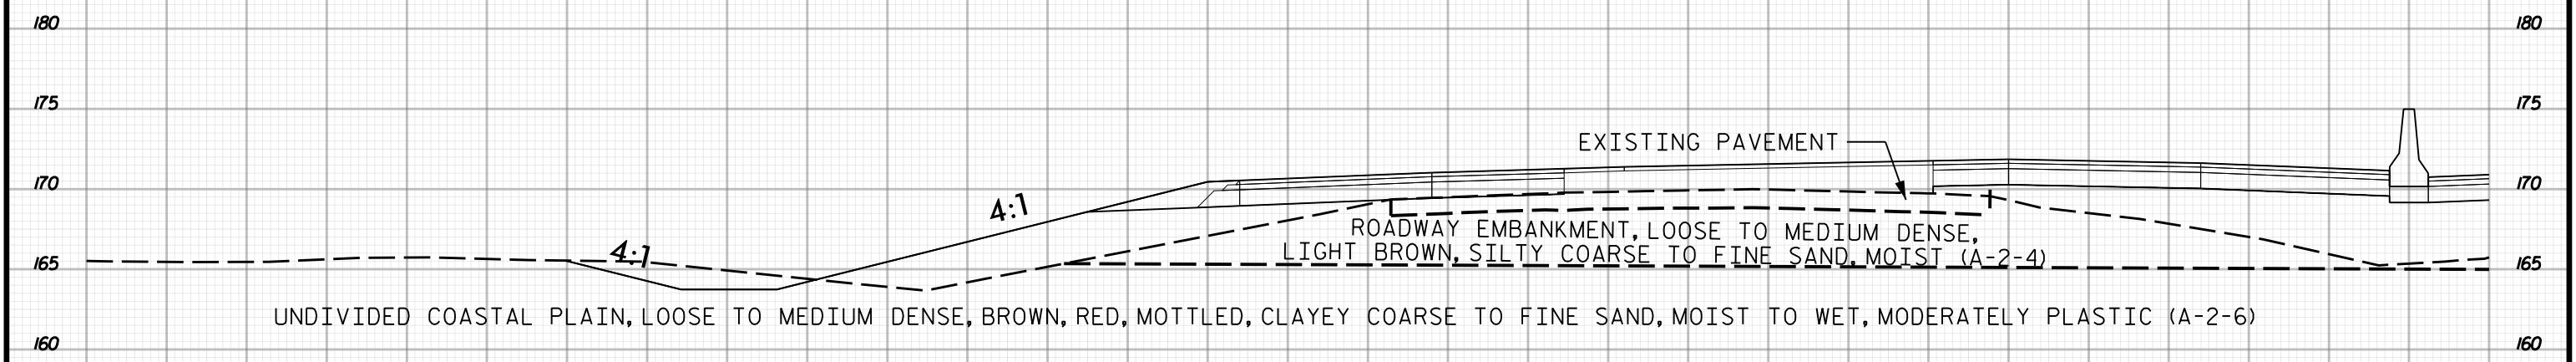 180 180
175 175
EXISTING PAVEMENT
170 170
4:1
ROADWAY EMBANKMENT, LOOSE TO MEDIUM DENSE,
4:1
LIGHT BROWN, SILTY COARSE TO FINE SAND, MOIST (A-2-4)
165 165
UNDIVIDED COASTAL PLAIN, LOOSE TO MEDIUM DENSE, BROWN, RED, MOTTLED, CLAYEY COARSE TO FINE SAND, MOIST TO WET, MODERATELY PLASTIC (A-2-6)
160 160